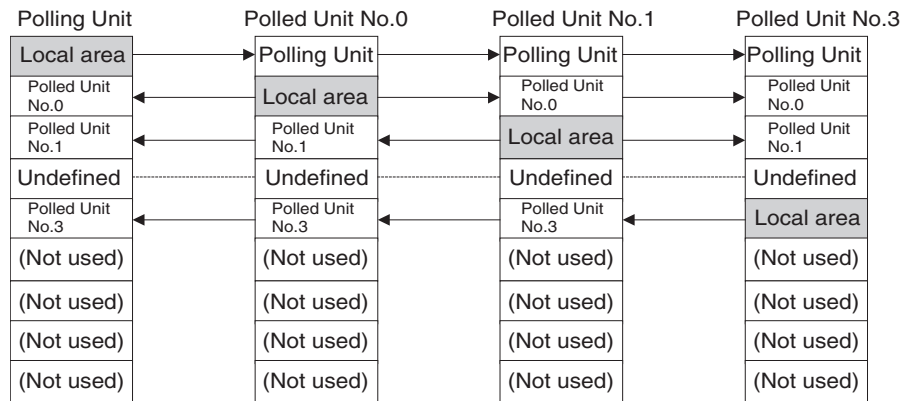 Polling Unit Polled Unit No.0 Polled Unit No.1 Polled Unit No.3
Local area Polling Unit Polling Unit Polling Unit
Polled Unit
No.0
Local area
Polled Unit
No.0
Polled Unit
No.0
Polled Unit
No.1
Polled Unit
No.1
Local area
Polled Unit
No.1
Undefined Undefined Undefined Undefined
Polled Unit
No.3
Polled Unit
No.3
Polled Unit
No.3
Local area
(Not used) (Not used) (Not used) (Not used)
(Not used) (Not used) (Not used) (Not used)
(Not used) (Not used) (Not used) (Not used)
(Not used) (Not used) (Not used) (Not used)